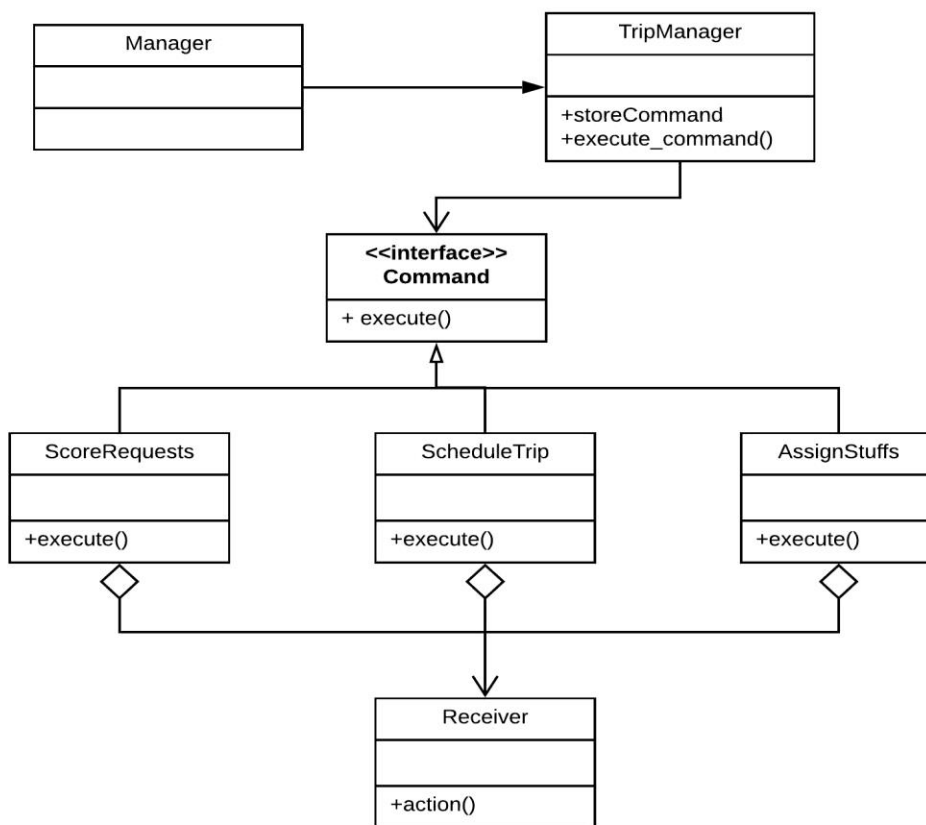 Manager
TripManager
+storeCommand
+execute_command()
<<interface>>
Command
+ execute()
ScoreRequests
+execute()
ScheduleTrip
+execute()
AssignStuffs
+execute()
Receiver
+action()